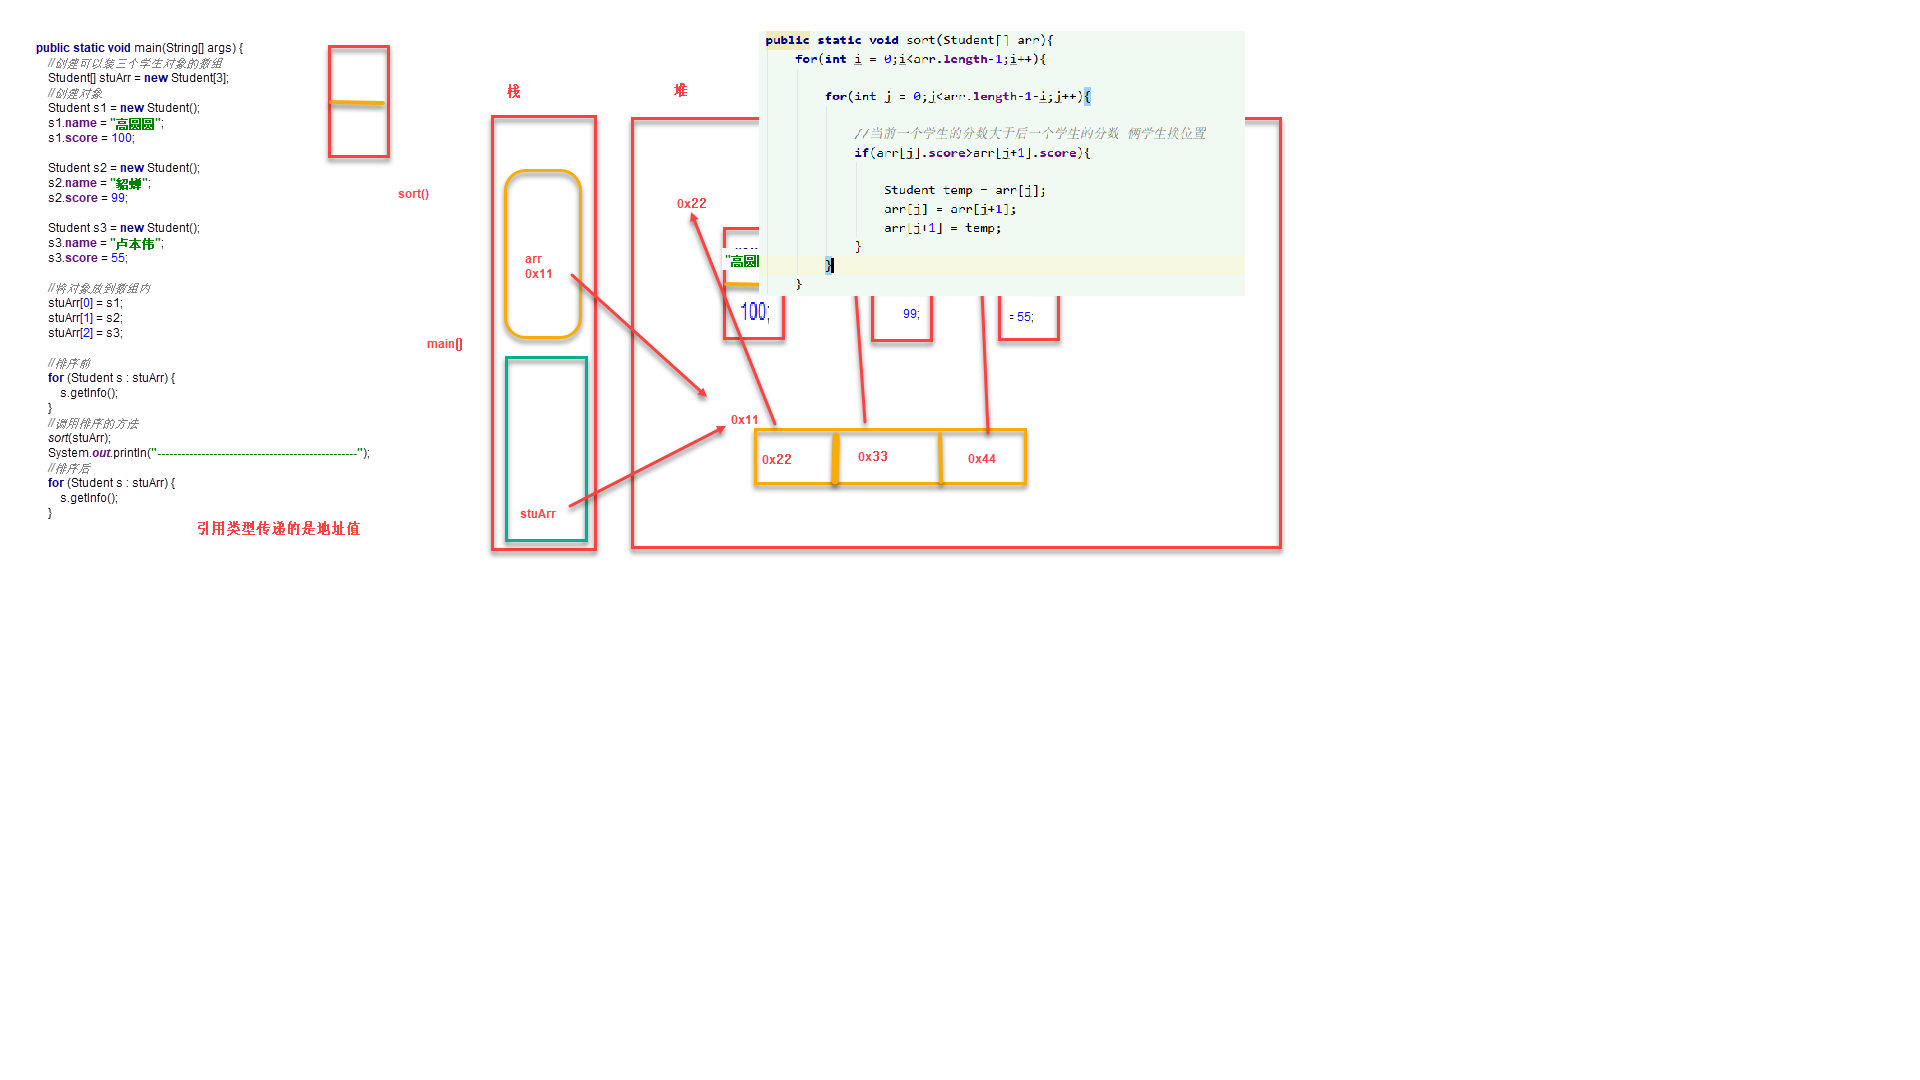 public static void main(String[] args) {
//创建可以装三个学生对象的数组
Student[] stuArr = new Student[3];
//创建对象
Student s1 = new Student();
s1.name = "高圆圆";
s1.score = 100;
Student s2 = new Student();
s2.name = "貂蝉";
s2.score = 99;
Student s3 = new Student();
s3.name = "卢本伟";
s3.score = 55;
//将对象放到数组内
stuArr[0] = s1;
stuArr[1] = s2;
stuArr[2] = s3;
//排序前
for (Student s : stuArr) {
s.getInfo();
}
//调用排序的方法
sort(stuArr);
System.out.println("--------------------------------------------------");
//排序后
for (Student s : stuArr) {
s.getInfo();
}
引用类型传递的是地址值
sort()
main[]
栈
arr
0x11
stuArr
堆
0x22
"高圆
100;
99;
= 55;
0x11
0x22
0x33
0x44
public static void sort(Student[] arr){
for(int i = 0;i<arr.length-1;i++){
for(int j = 0;j<arr.length-1-i;j++){
//当前一个学生的分数大于后一个学生的分数 俩学生换位置
if(arr[j].score>arr[j+1].score){
Student temp = arr[j];
arr[j] = arr[j+1];
arr[j+1] = temp;
}
}
}